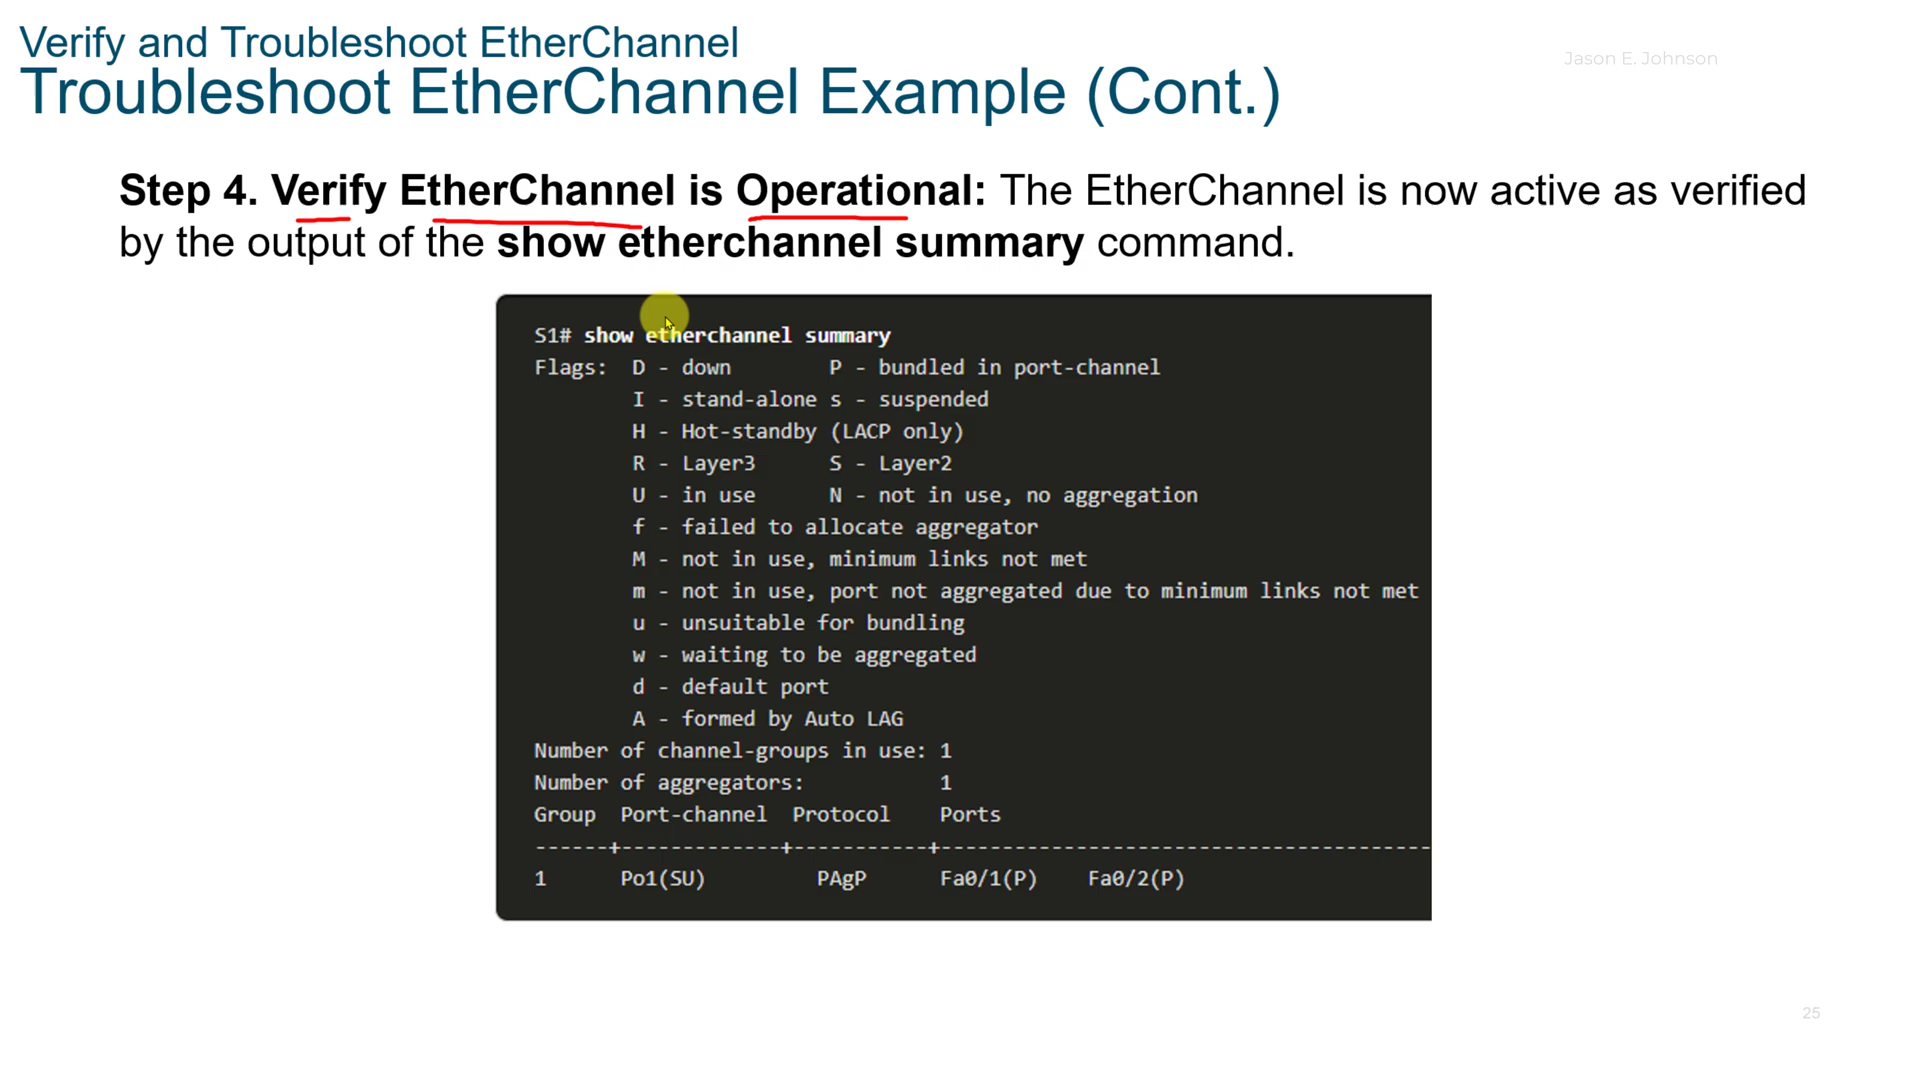 Verify and Troubleshoot EtherChannel
Jason E. Johnson
Troubleshoot EtherChannel Example (Cont.)
Step 4. Verify EtherChannel is Operational: The EtherChannel is now active as verified
by the output of the show etherchannel summary command.
S1# show etherchannel summary
Flags:  D - down        P - bundled in port-channel
        I - stand-alone s - suspended
        H - Hot-standby (LACP only)
        R - Layer3      S - Layer2
        U - in use      N - not in use, no aggregation
        f - failed to allocate aggregator
        M - not in use, minimum links not met
        m - not in use, port not aggregated due to minimum links not met
        u - unsuitable for bundling
        w - waiting to be aggregated
        d - default port
        A - formed by Auto LAG
Number of channel-groups in use: 1
Number of aggregators:           1
Group  Port-channel  Protocol    Ports
------+-------------+-----------+----------------------------------------
1      Po1(SU)         PAgP      Fa0/1(P)    Fa0/2(P)
25